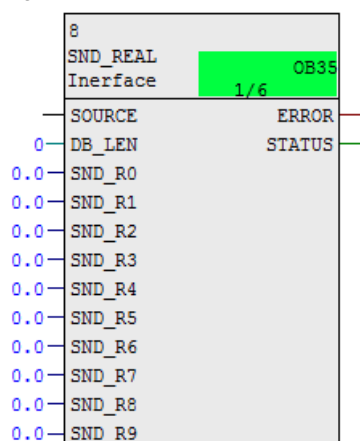 8
SND_REAL
OB35
Inerface
1/6
SOURCE ERROR
0 DB_LEN STATUS
0.0 SND_R0
0.0 SND_R1
0.0 SND_R2
0.0 SND_R3
0.0 SND_R4
0.0 SND_R5
0.0 SND_R6
0.0 SND_R7
0.0 SND_R8
0.0 SND_R9